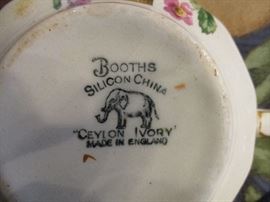 BOOTHS
SILICON CHINA
"CEYLON IVORY"
MADE IN ENGLAND